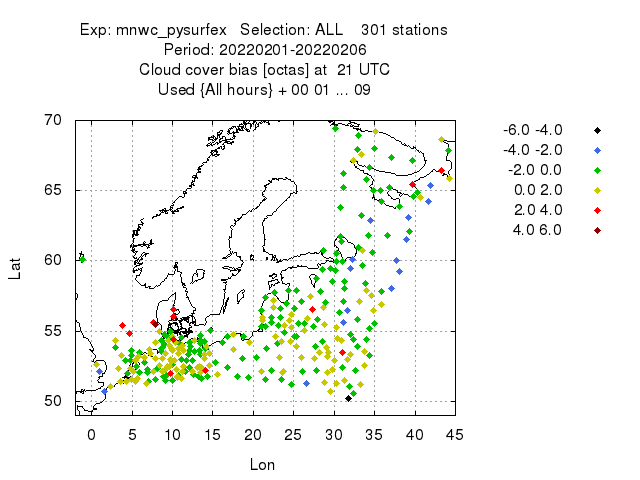 Exp: mnwc_pysurfex   Selection: ALL    301 stations
Period: 20220201-20220206
Cloud cover bias [octas] at  21 UTC
Used {All hours} + 00 01 ... 09
70
65
60
55
50
Lat
0 5 10 15 20 25 30 35 40 45
Lon
-6.0 -4.0
-4.0 -2.0
-2.0 0.0
0.0 2.0
2.0 4.0
4.0 6.0